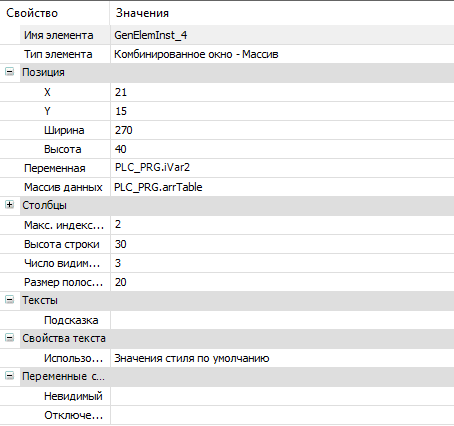 Свойство Значения
Имя элемента GenElemInst_4
Тип элемента Комбинированное окно - Массив
Позиция
X 21
Y 15
Ширина 270
Высота 40
Переменная PLC_PRG.iVar2
Массив данных PLC_PRG.arrTable
Столбцы
Макс. индекс... 2
Высота строки 30
Число видим... 3
Размер полос... 20
Тексты
Подсказка
Свойства текста
Использо... Значения стиля по умолчанию
Переменные с...
Невидимый
Отключе...